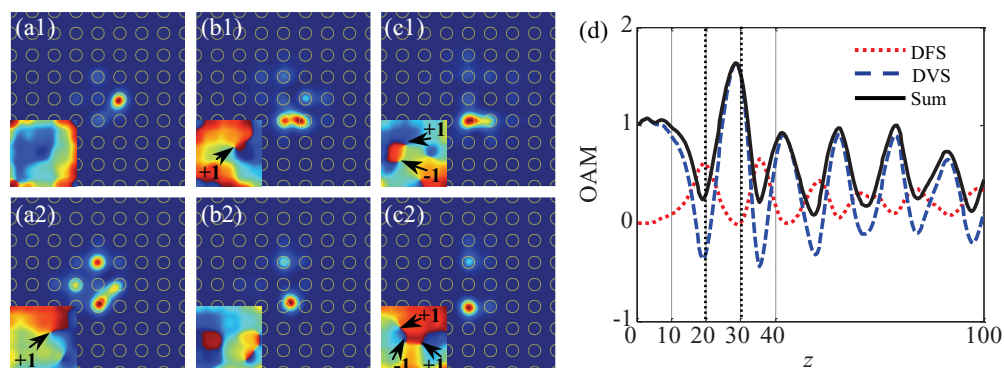 (a1) (b1) (c1) (d)
+1 +1 -1
(a2) (b2) (c2)
+1 +1 -1 +1
OAM
2
1
0
-1
DFS
DVS
Sum
0 10 20 30 40 100
z